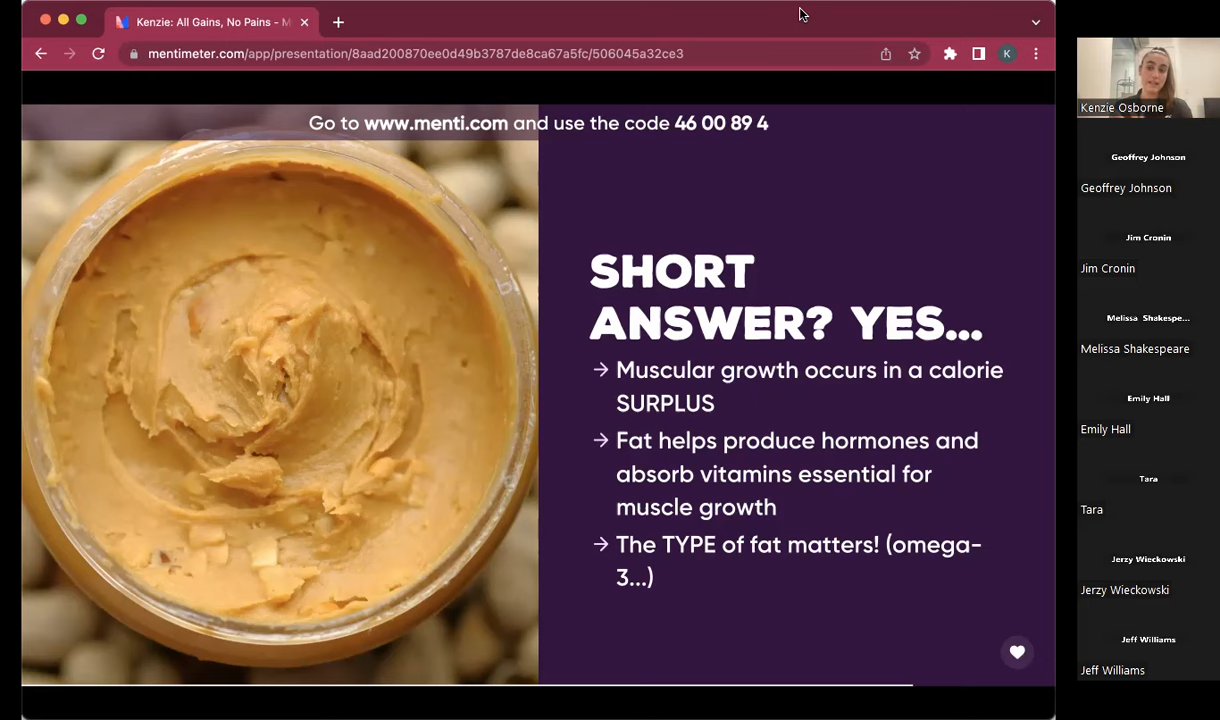 Kenzie: All Gains, No Pains - M
mentimeter.com/app/presentation/8aad200870ee0d49b3787de8ca67a5fc/506045a32ce3
K
Go to www.menti.com and use the code 46 00 89 4
SHORT
ANSWER? YES...
→ Muscular growth occurs in a calorie
SURPLUS
→ Fat helps produce hormones and
absorb vitamins essential for
muscle growth
→ The TYPE of fat matters! (omega-
3...)
Kenzie Osborne
Geoffrey Johnson
Geoffrey Johnson
Jim Cronin
Jim Cronin
Melissa Shakespe...
Melissa Shakespeare
Emily Hall
Emily Hall
Tara
Tara
Jerzy Wieckowski
Jerzy Wieckowski
Jeff Williams
Jeff Williams